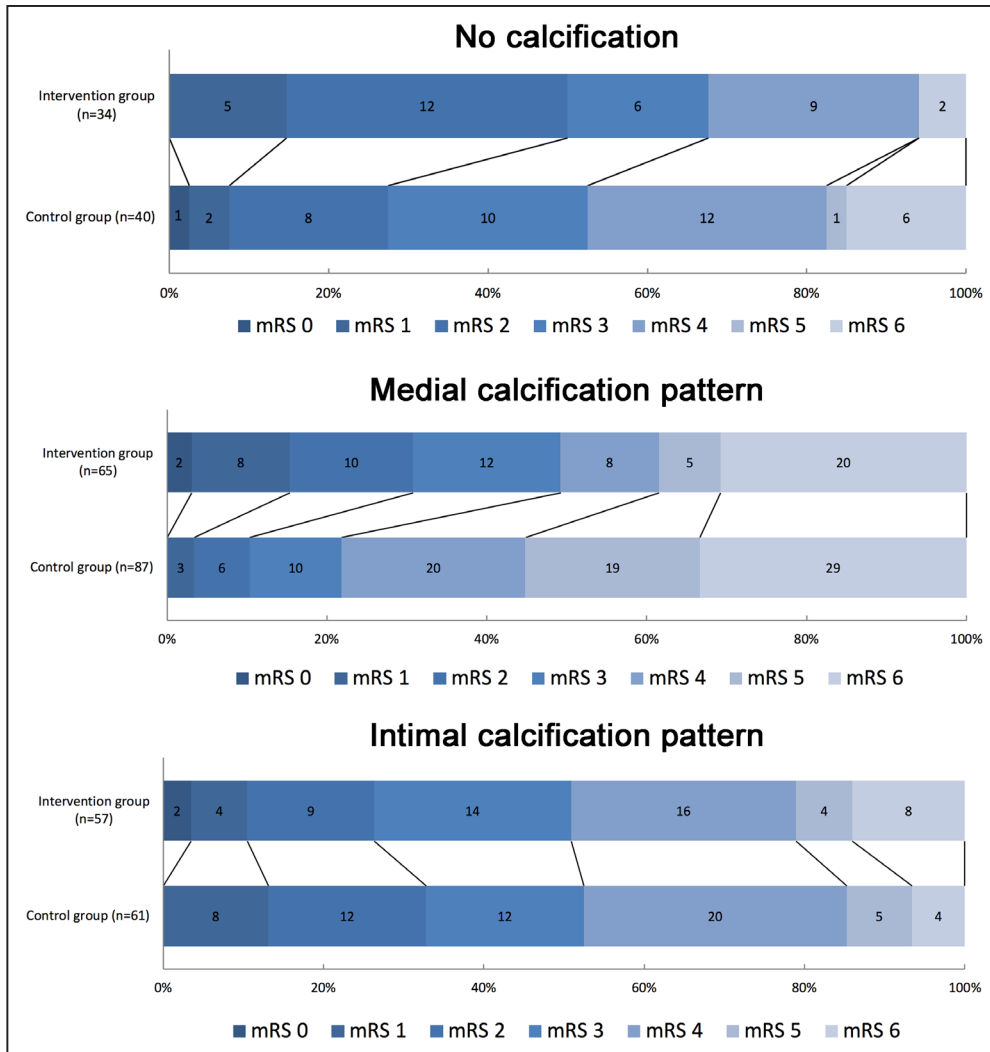 No calcification
Intervention group
(n=34)
5 12 6 9 2
Control group (n=40)
1 2 8 10 12 1 6
0% 20% 40% 60% 80% 100%
mRS 0 mRS 1 mRS 2 mRS 3 mRS 4 mRS 5 mRS 6
Medial calcification pattern
Intervention group
(n=65)
2 8 10 12 8 5 20
Control group (n=87)
3 6 10 20 19 29
0% 20% 40% 60% 80% 100%
mRS 0 mRS 1 mRS 2 mRS 3 mRS 4 mRS 5 mRS 6
Intimal calcification pattern
Intervention group
(n=57)
2 4 9 14 16 4 8
Control group (n=61)
8 12 12 20 5 4
0% 20% 40% 60% 80% 100%
mRS 0 mRS 1 mRS 2 mRS 3 mRS 4 mRS 5 mRS 6